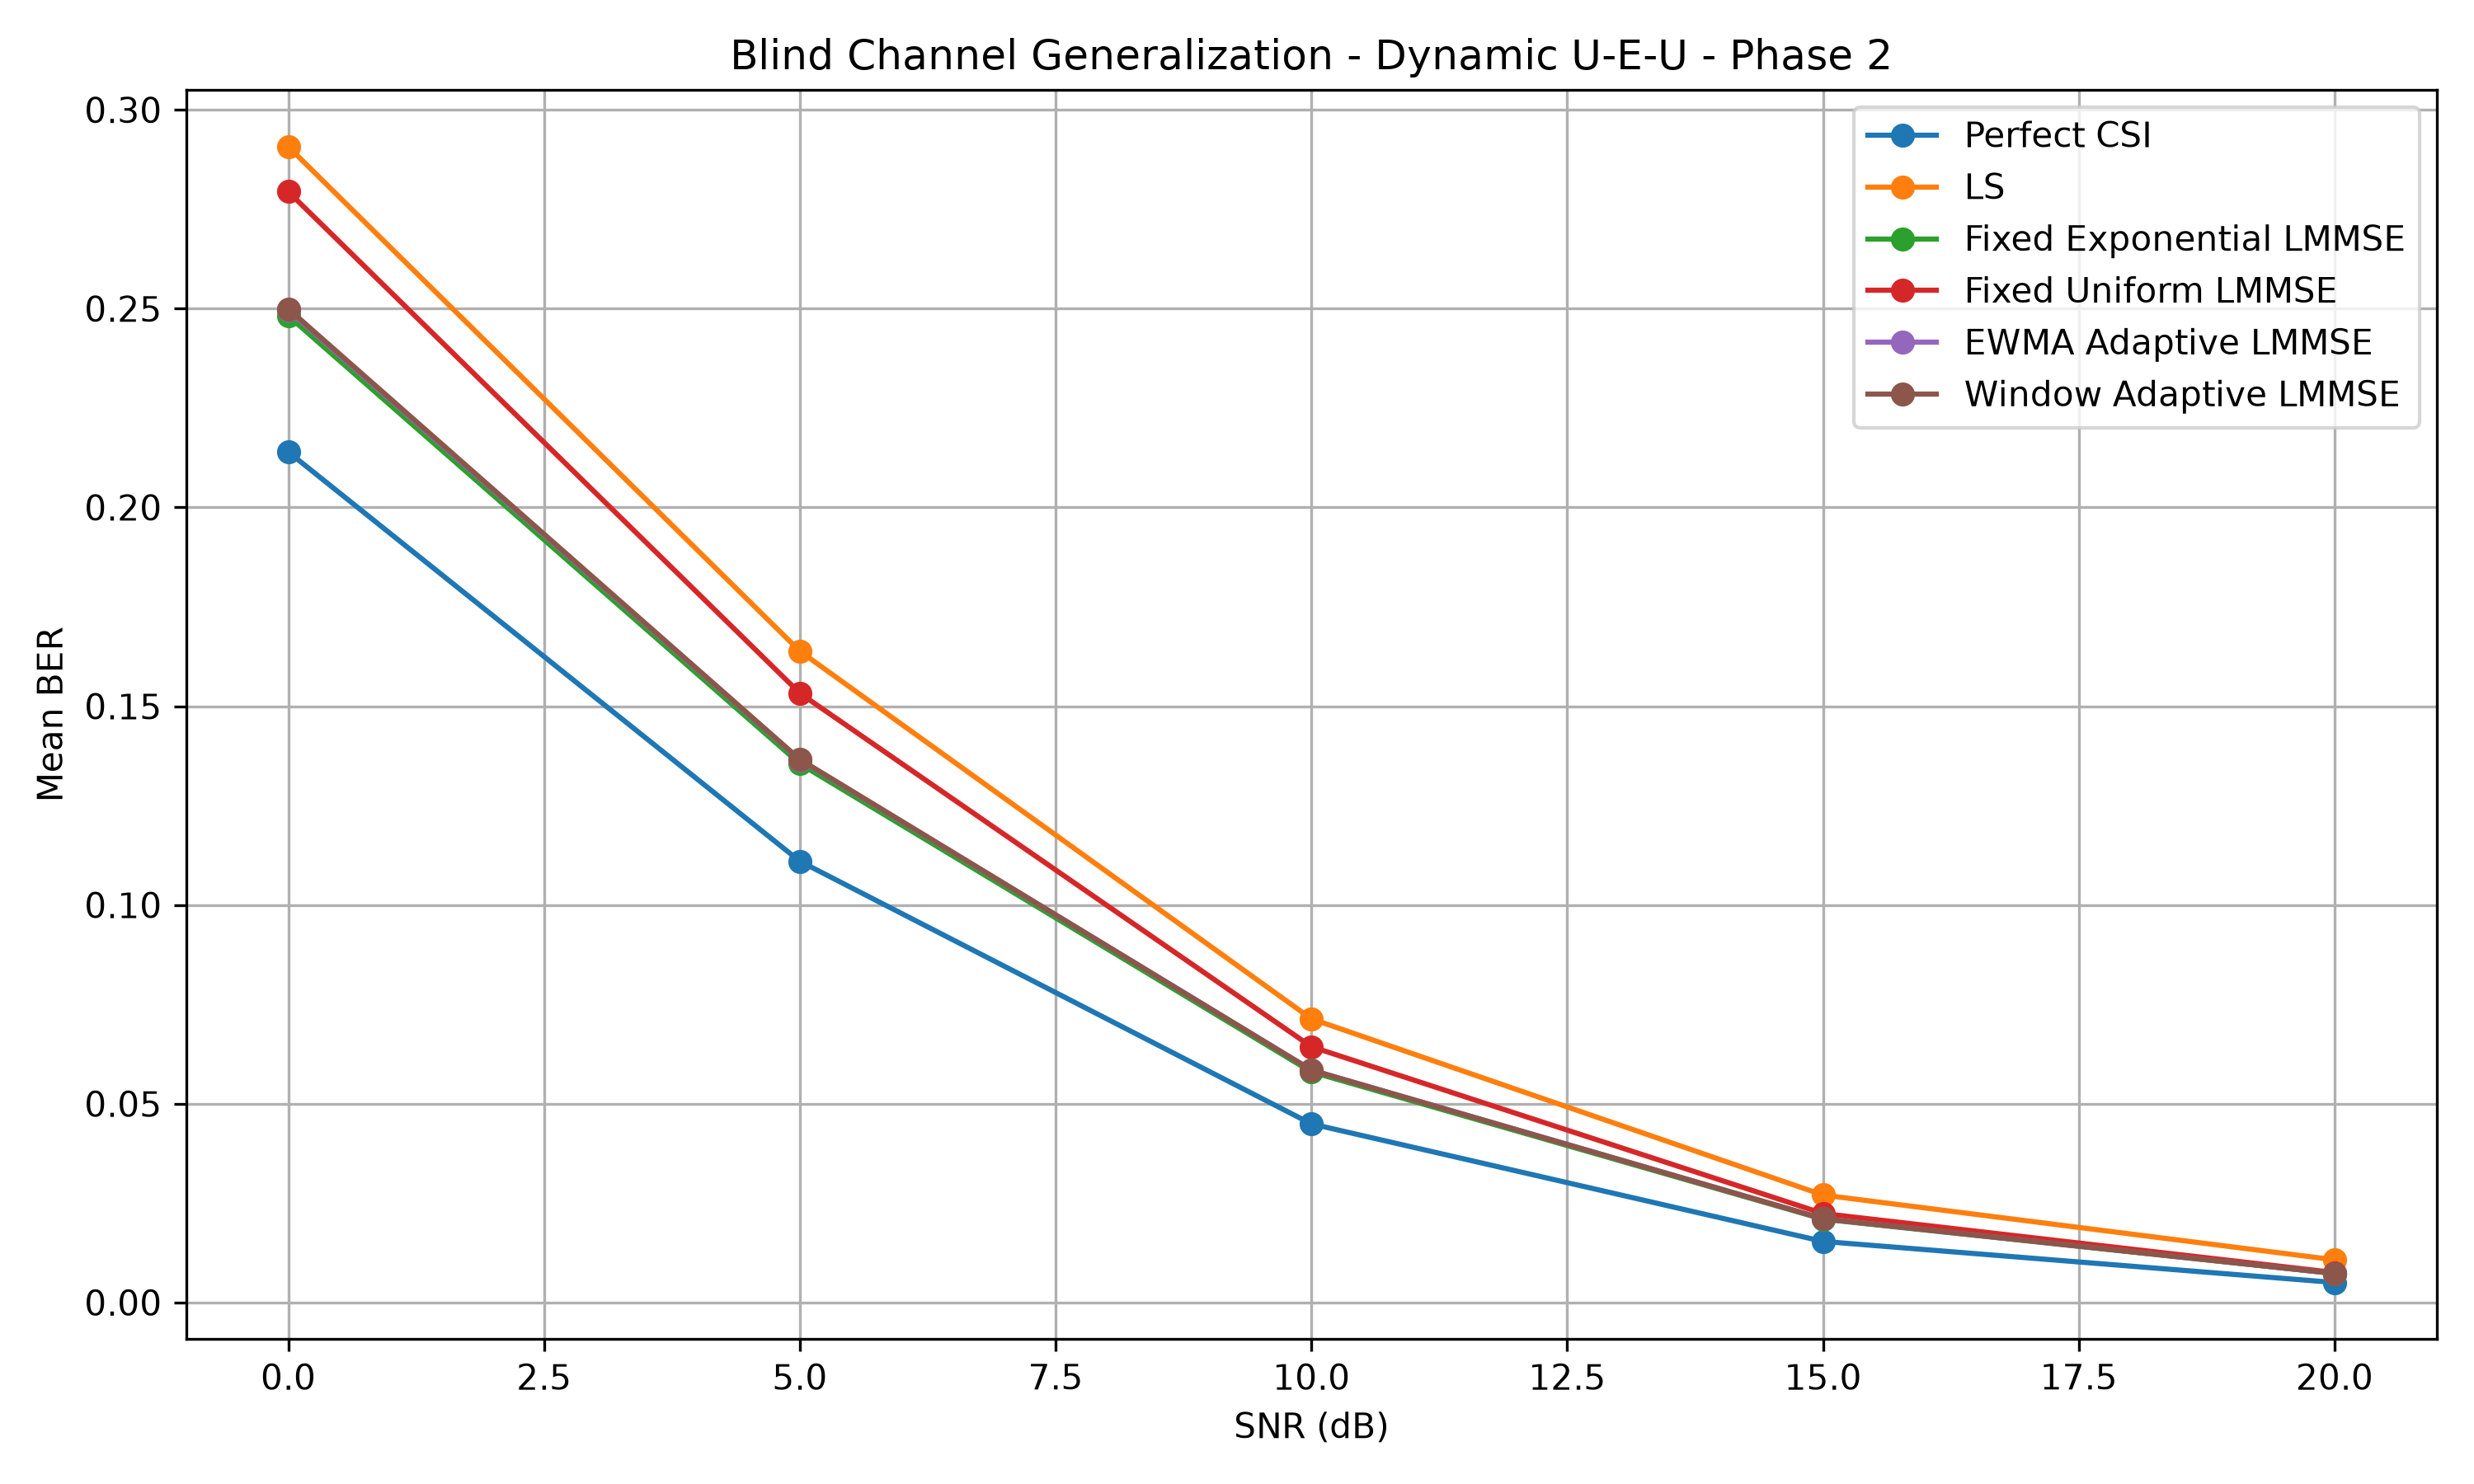 Blind Channel Generalization - Dynamic U-E-U - Phase 2
Perfect CSI
LS
Fixed Exponential LMMSE
Fixed Uniform LMMSE
EWMA Adaptive LMMSE
Window Adaptive LMMSE
Mean BER
0.30
0.25
0.20
0.15
0.10
0.05
0.00
0.0 2.5 5.0 7.5 10.0 12.5 15.0 17.5 20.0
SNR (dB)